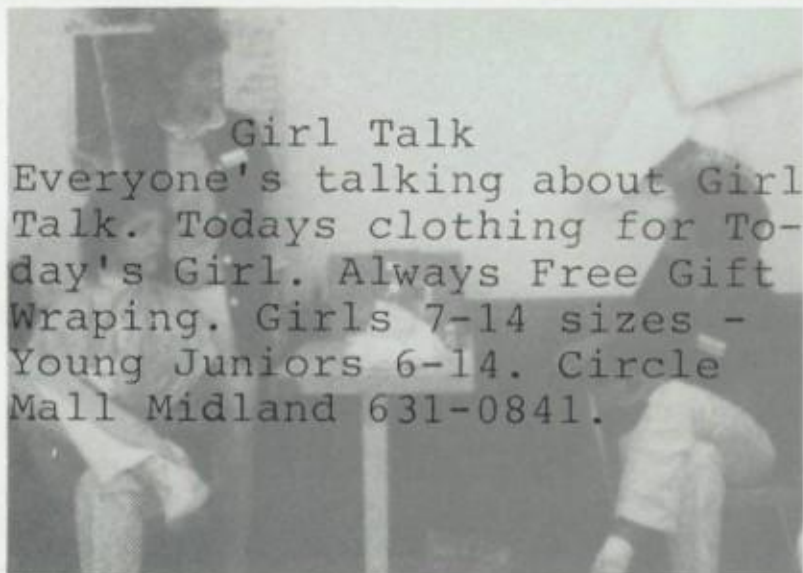 Girl Talk
Everyone's talking about Girl
Talk. Todays clothing for To-
day's Girl. Always Free Gift
Wraping. Girls 7-14 sizes -
Young Juniors 6-14. Circle
Mall Midland 631-0841.